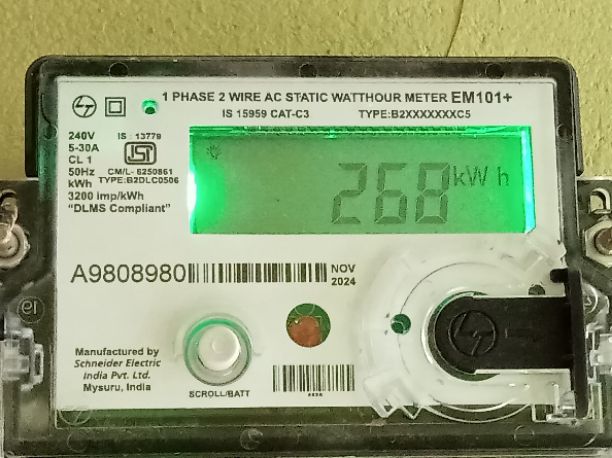 1 PHASE 2 WIRE AC STATIC WATTHOUR METER EM101+
IS 15959 CAT-C3 TYPE:B2XXXXXXXC5
240V IS : 13779
5-30A
CL 1
50Hz CM/L- 6250861
kWh TYPE:B2DLC0506
3200 imp/kWh
"DLMS Compliant"
268 kWh
A9808980 NOV
2024
Manufactured by
Schneider Electric
India Pvt. Ltd.
Mysuru, India
SCROLL/BATT